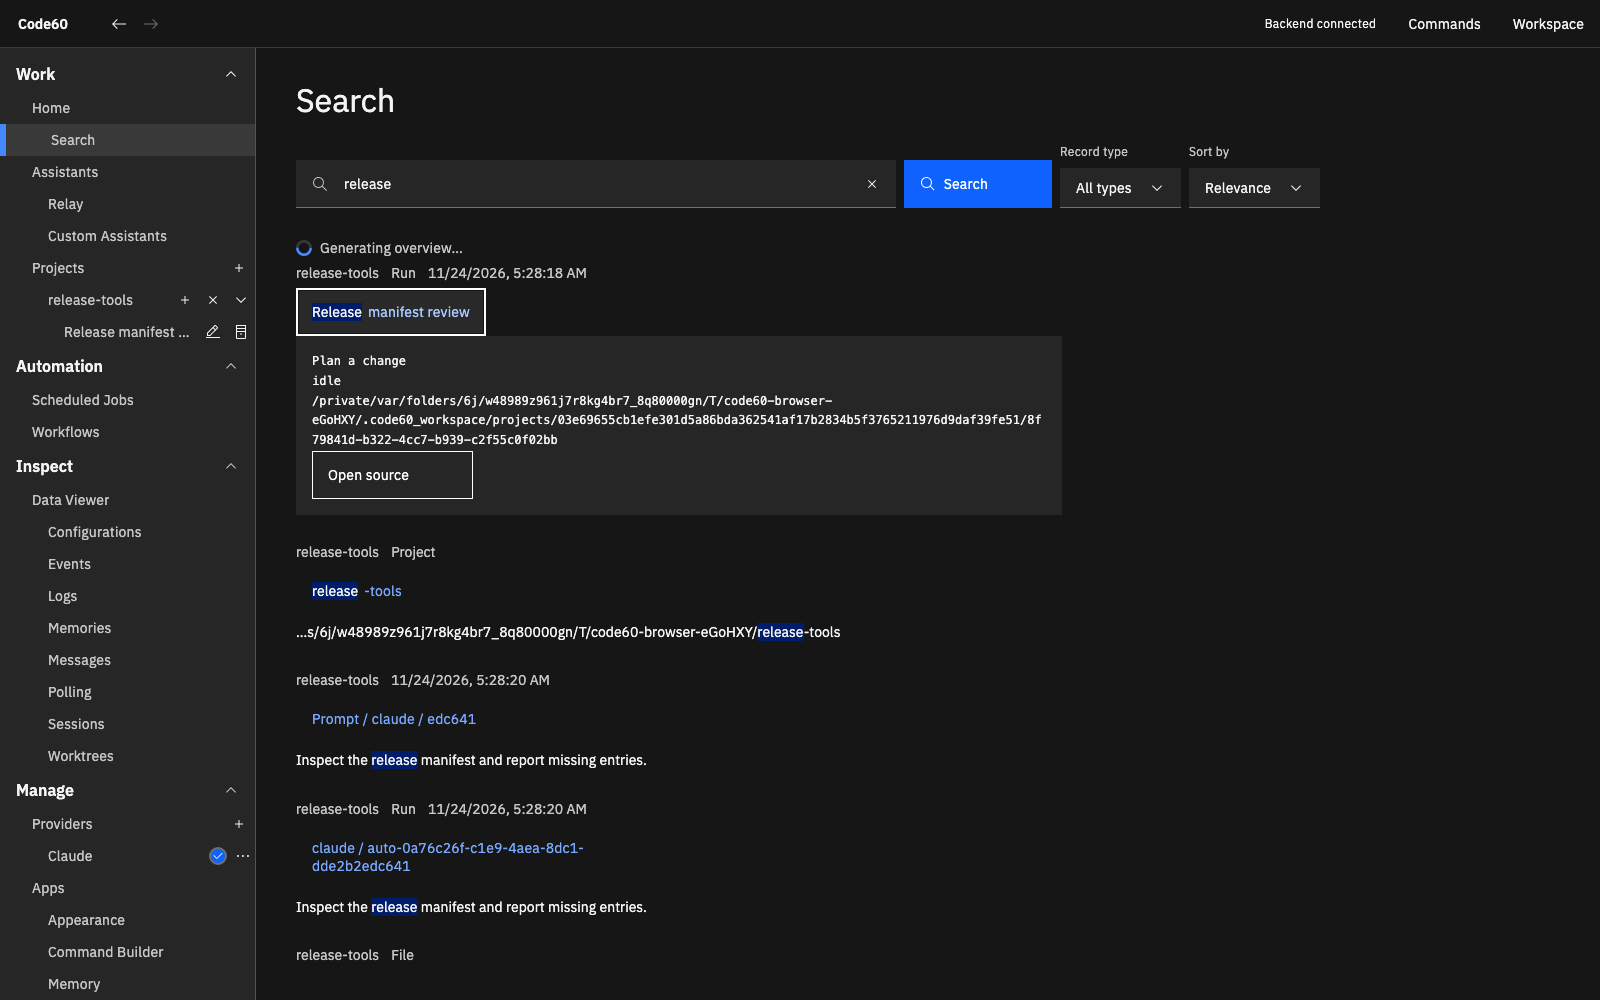 Code60
Backend connected
Commands
Workspace
Work
Home
Search
Assistants
Relay
Custom Assistants
Projects
release-tools
Release manifest ...
Automation
Scheduled Jobs
Workflows
Inspect
Data Viewer
Configurations
Events
Logs
Memories
Messages
Polling
Sessions
Worktrees
Manage
Providers
Claude
Apps
Appearance
Command Builder
Memory
Search
release
Search
Record type
All types
Sort by
Relevance
Generating overview...
release-tools Run 11/24/2026, 5:28:18 AM
Release manifest review
Plan a change
idle
/private/var/folders/6j/w48989z961j7r8kg4br7_8q80000gn/T/code60-browser-
eGoHXY/.code60_workspace/projects/03e69655cb1efe301d5a86bda362541af17b2834b5f3765211976d9daf39fe51/8f
79841d-b322-4cc7-b939-c2f55c0f02bb
Open source
release-tools Project
release -tools
...s/6j/w48989z961j7r8kg4br7_8q80000gn/T/code60-browser-eGoHXY/release-tools
release-tools 11/24/2026, 5:28:20 AM
Prompt / claude / edc641
Inspect the release manifest and report missing entries.
release-tools Run 11/24/2026, 5:28:20 AM
claude / auto-0a76c26f-c1e9-4aea-8dc1-
dde2b2edc641
Inspect the release manifest and report missing entries.
release-tools File